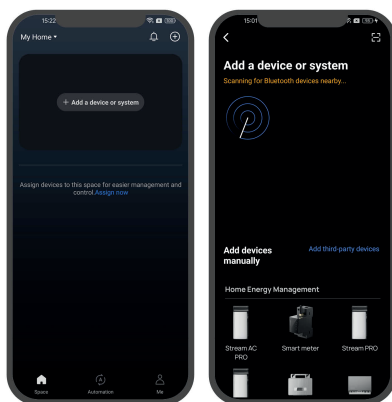 15:22
My Home
+ Add a device or system
Assign devices to this space for easier management and
control.Assign now
Space
Automation
Me
15:01
Add a device or system
Scanning for Bluetooth devices nearby...
Add devices
manually
Add third-party devices
Home Energy Management
Stream AC
PRO
Smart meter
Stream PRO